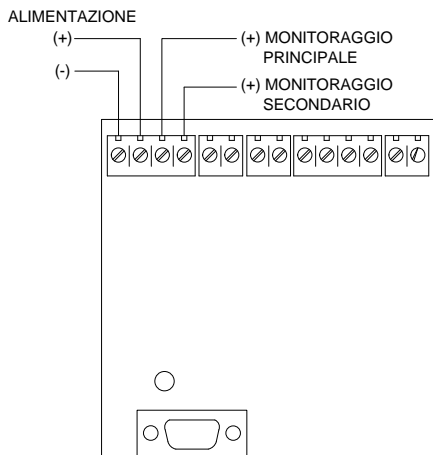 ALIMENTAZIONE
(+)
(-)
(+) MONITORAGGIO
PRINCIPALE
(+) MONITORAGGIO
SECONDARIO